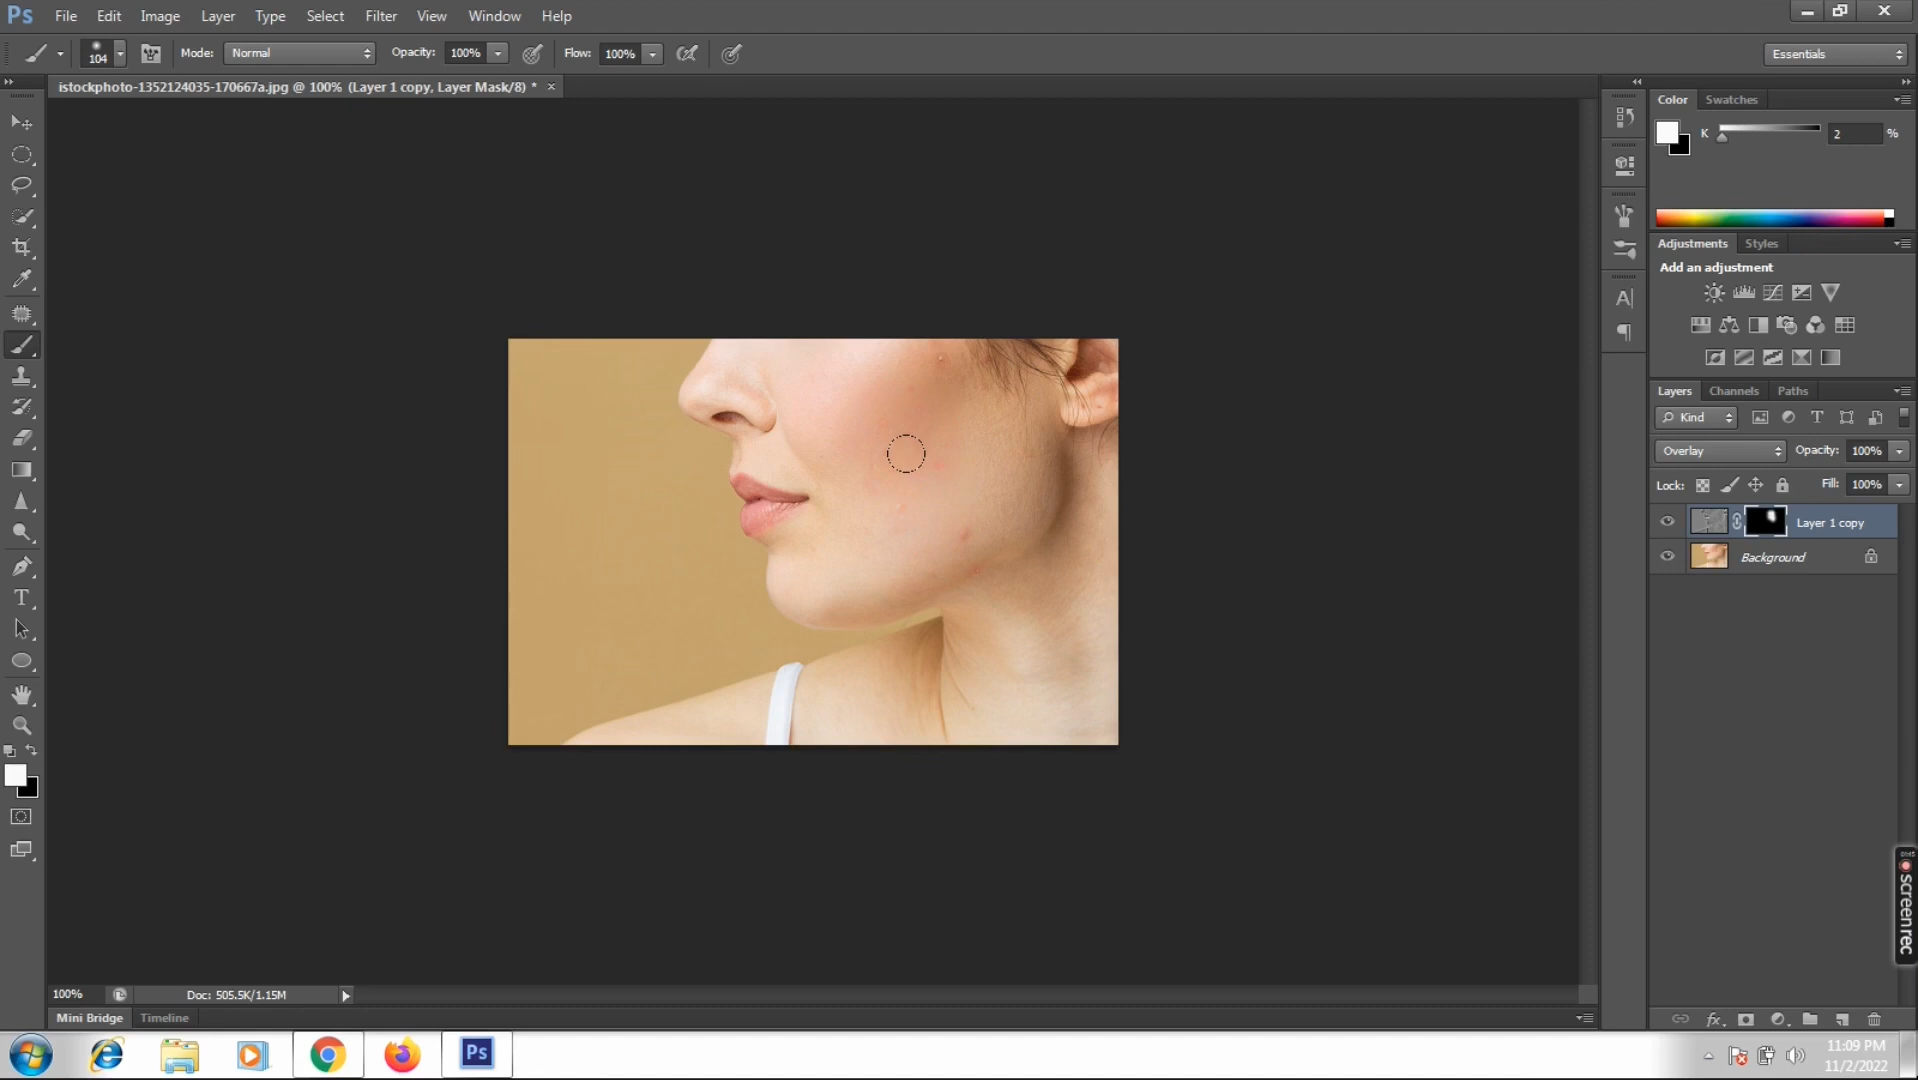 Ps File Edit Image Layer Type Select Filter View Window Help
104 Mode: Normal Opacity: 100% Flow: 100% Essentials
istockphoto-1352124035-170667a.jpg @ 100% (Layer 1 copy, Layer Mask/8) * ×
Color Swatches
K 2 %
Adjustments Styles
Add an adjustment
Layers Channels Paths
Kind T
Overlay Opacity: 100%
Lock: Fill: 100%
Layer 1 copy
Background
A
T
screenrec
100% Doc: 505.5K/1.15M
fx
Mini Bridge Timeline
Ps
11:09 PM
11/2/2022